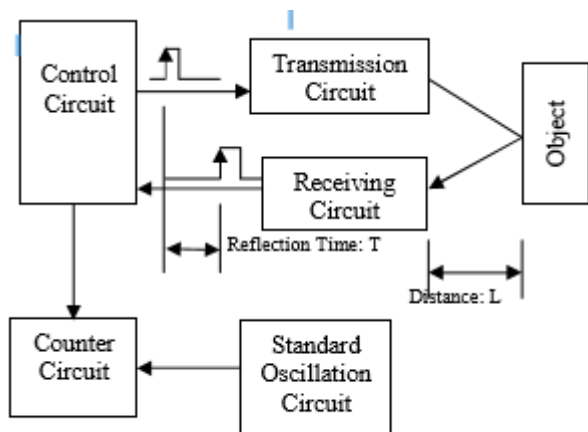 Control
Circuit
Transmission
Circuit
Object
Receiving
Circuit
Reflection Time: T
Distance: L
Counter
Circuit
Standard
Oscillation
Circuit